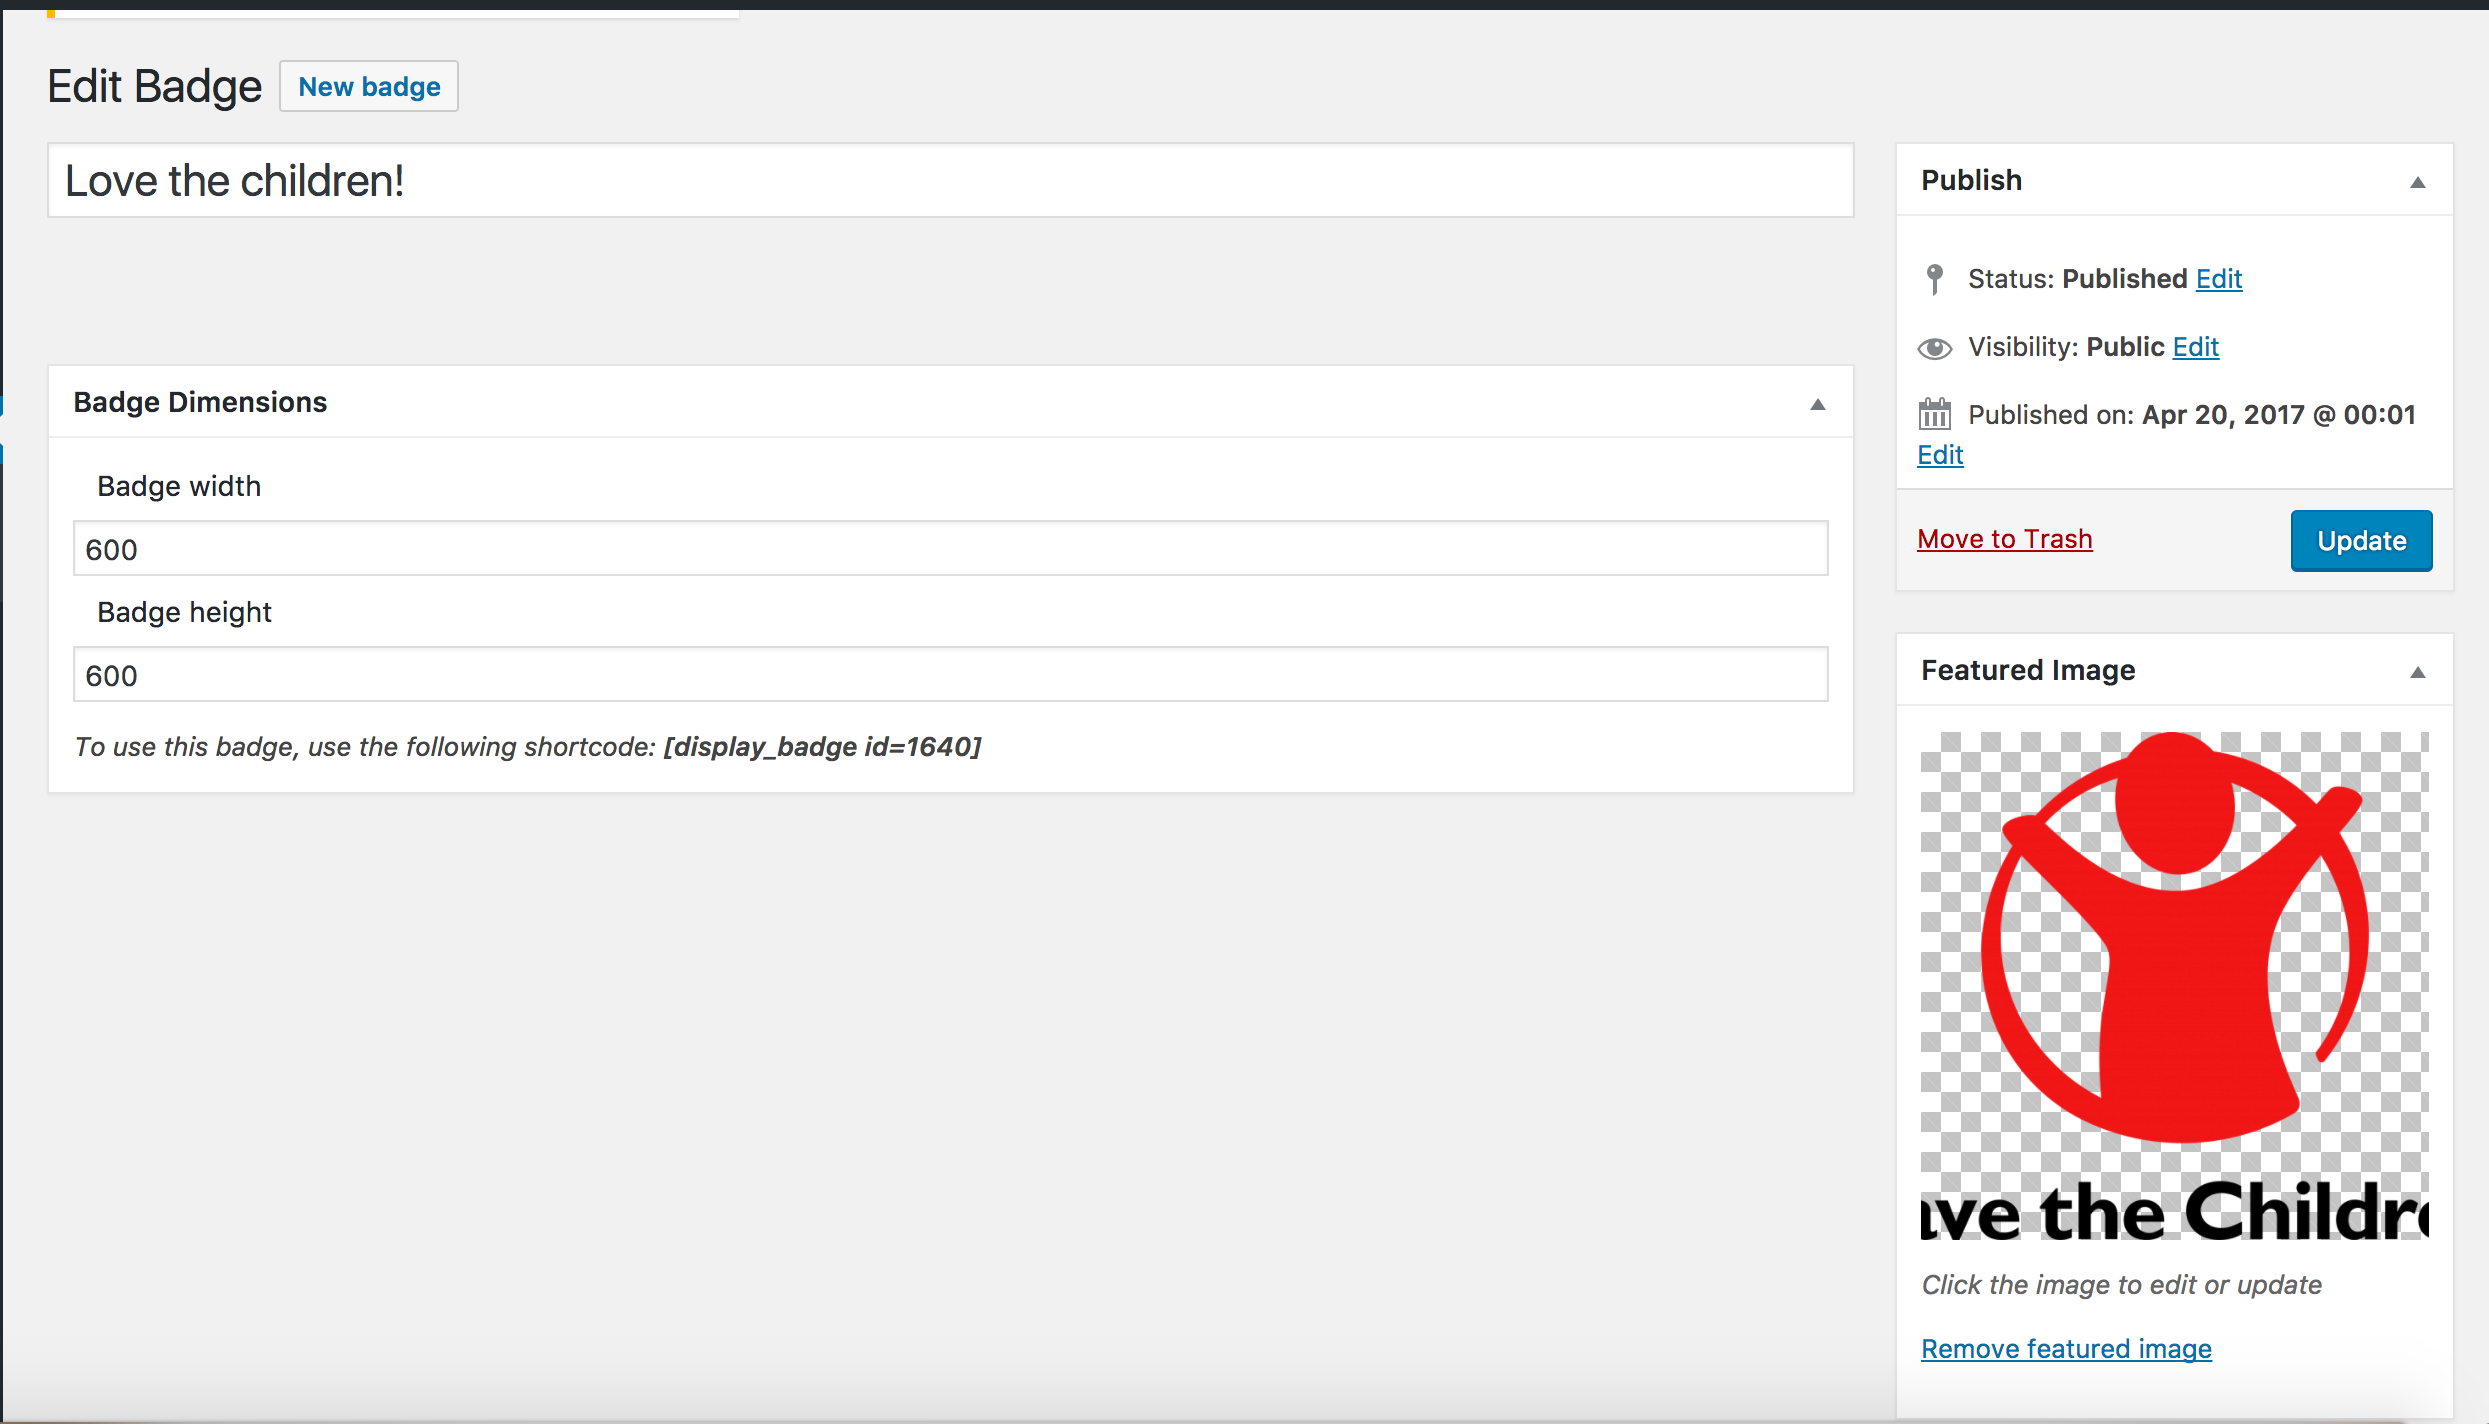 Edit Badge New badge
Love the children!
Badge Dimensions
Badge width
600
Badge height
600
To use this badge, use the following shortcode: [display_badge id=1640]
Publish
Status: Published Edit
Visibility: Public Edit
Published on: Apr 20, 2017 @ 00:01
Edit
Move to Trash Update
Featured Image
the
Click the image to edit or update
Remove featured image